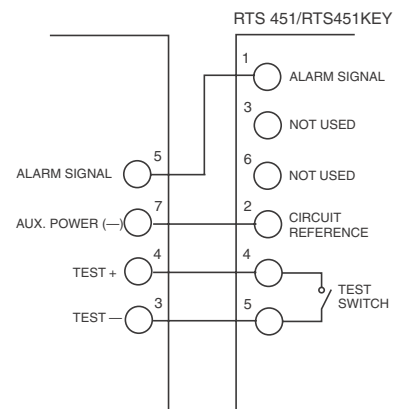 RTS 451/RTS451KEY
1
ALARM SIGNAL
3
NOT USED
5
ALARM SIGNAL
6
NOT USED
7
AUX. POWER (—)
2
CIRCUIT
REFERENCE
4
TEST +
4
TEST
SWITCH
3
TEST —
5